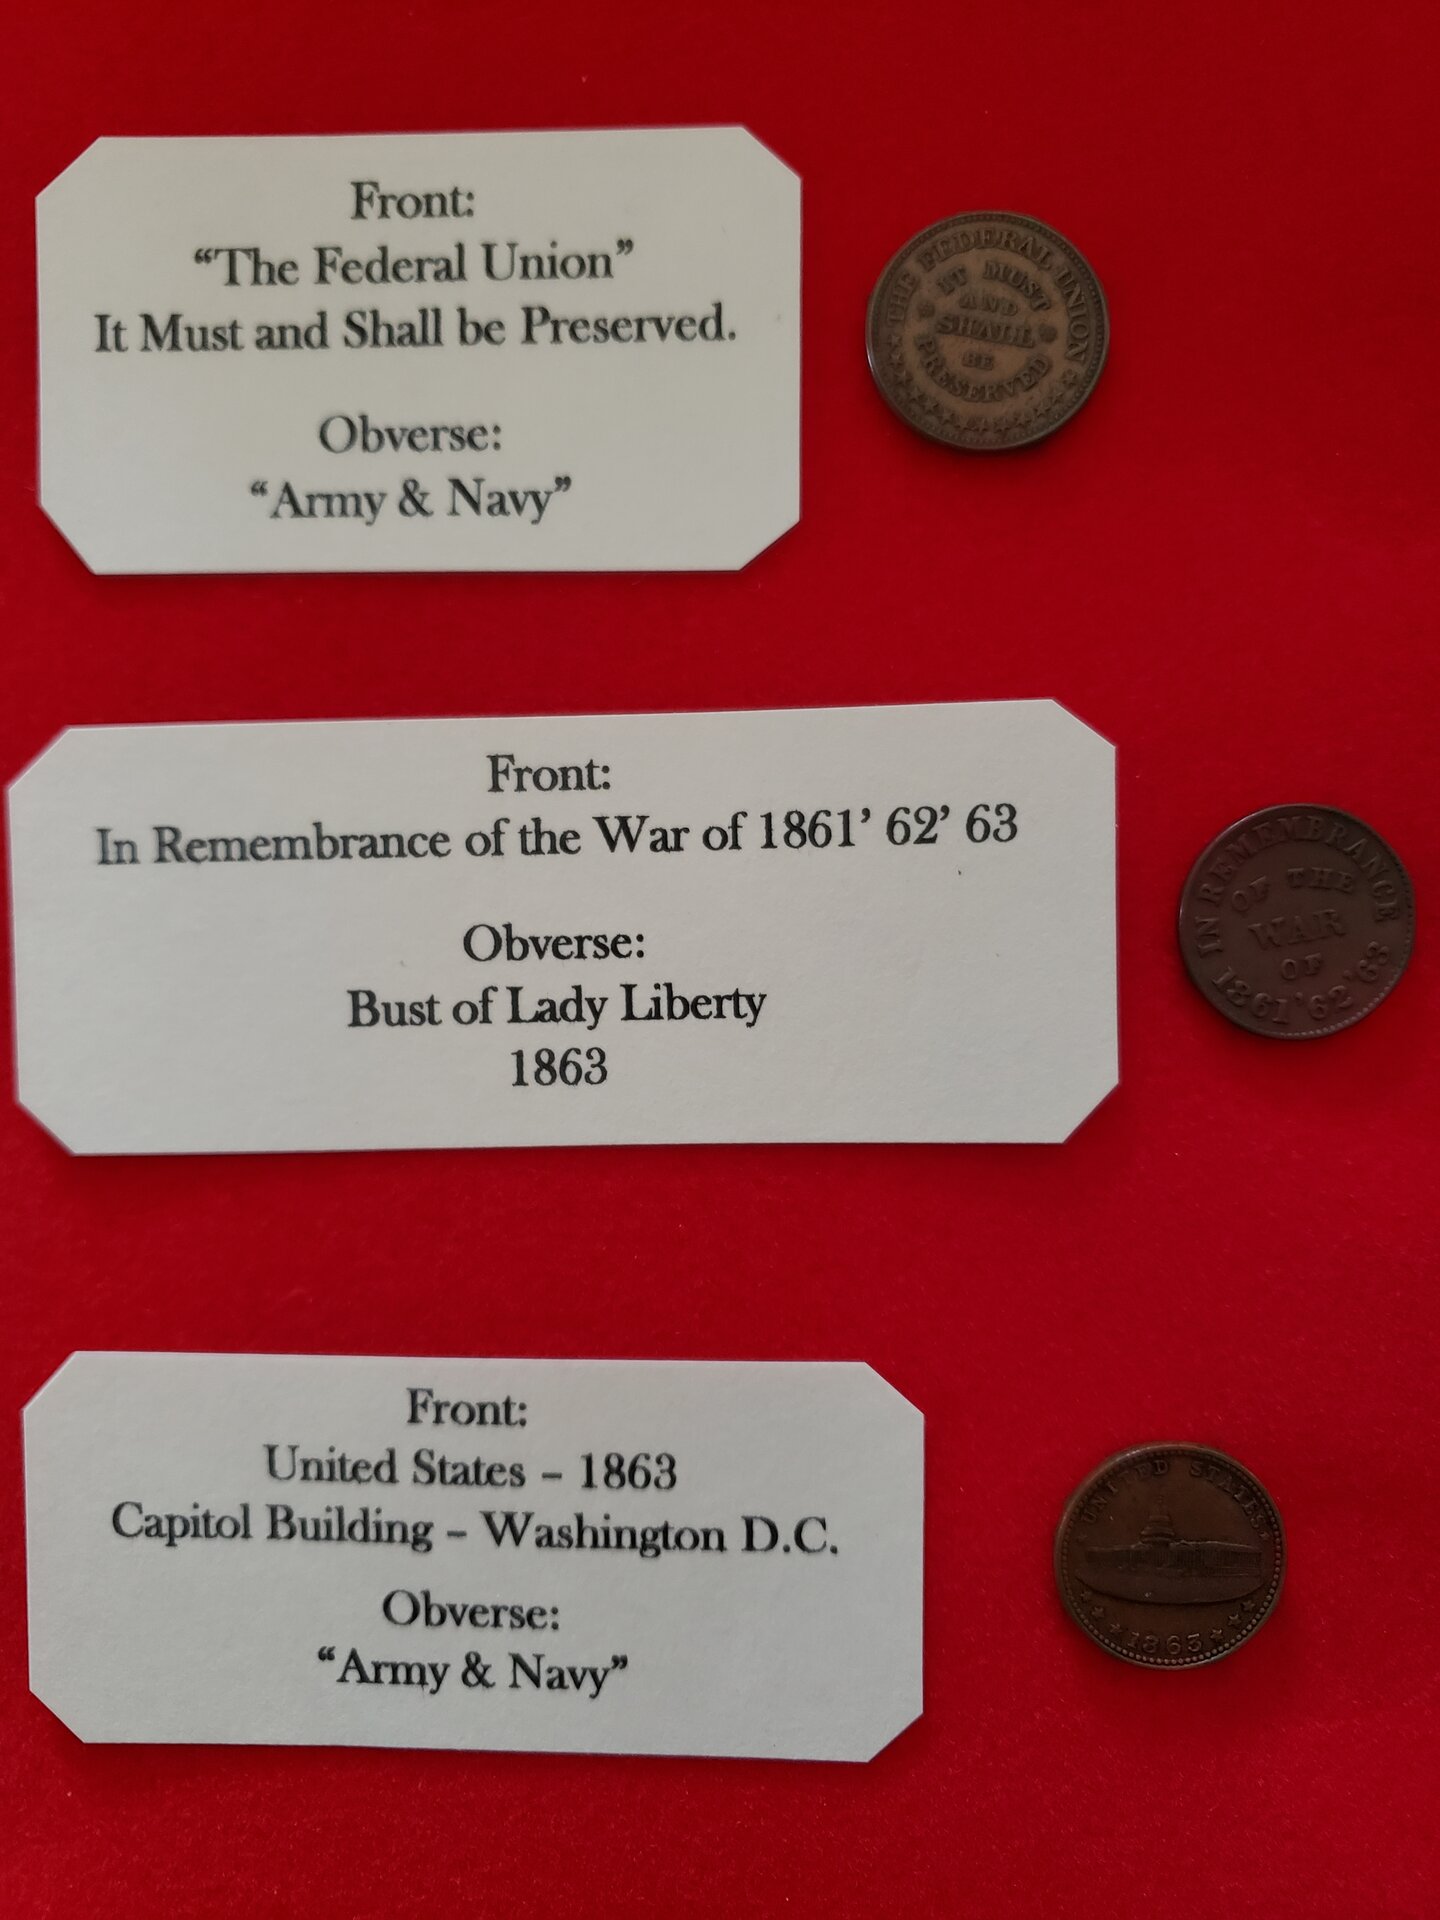 Front:
“The Federal Union”
It Must and Shall be Preserved.
Obverse:
“Army & Navy”
THE FEDERAL UNION
IT MUST
AND
SHALL
BE
PRESERVED
Front:
In Remembrance of the War of 1861’ 62’ 63
Obverse:
Bust of Lady Liberty
1863
IN REMEMBRANCE
OF THE
WAR
OF
1861 '62 '63
Front:
United States – 1863
Capitol Building – Washington D.C.
Obverse:
“Army & Navy”
UNITED STATES.
1863